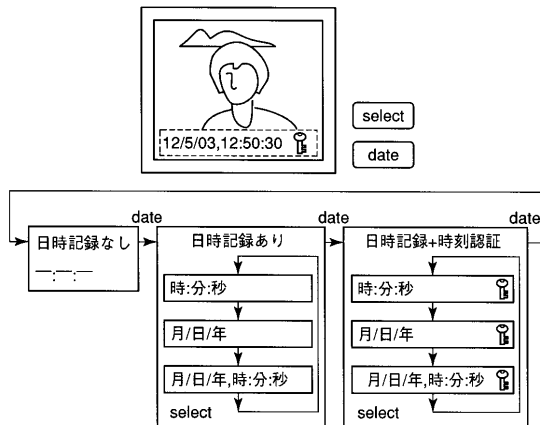 12/5/03,12:50:30
select
date
date
date
date
日時記録なし
—:—:—
日時記録あり
時:分:秒
月/日/年
月/日/年,時:分:秒
select
日時記録+時刻認証
時:分:秒
月/日/年
月/日/年,時:分:秒
select